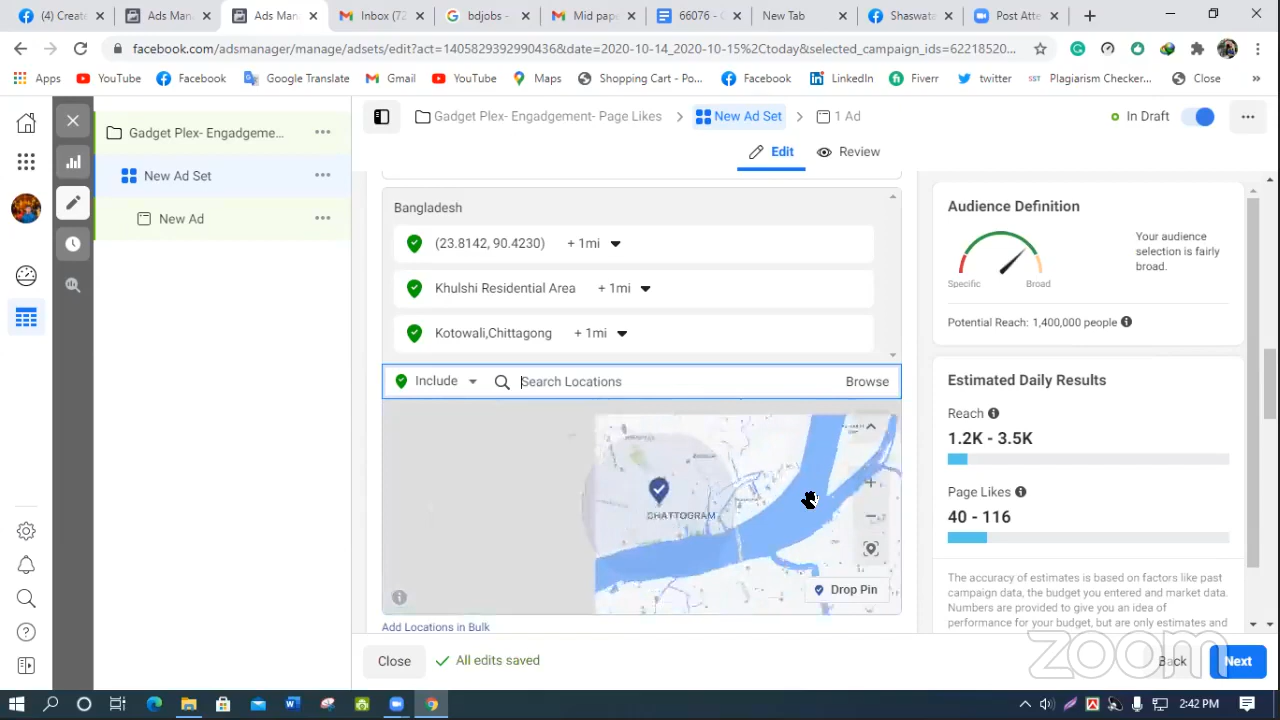 (4) Create
Ads Mana
Ads Man
Inbox (77
bdjobs -
Mid pape
66076 - G
New Tab
Shaswata
Post Atte
facebook.com/adsmanager/manage/adsets/edit?act=1405829392990436&date=2020-10-14_2020-10-15%2Ctoday&selected_campaign_ids=62218520...
Apps
YouTube
Facebook
Google Translate
Gmail
YouTube
Maps
Shopping Cart - Po...
Facebook
LinkedIn
Fiverr
twitter
SST
Plagiarism Checker...
Close
»
Gadget Plex- Engadgeme...
New Ad Set
New Ad
Gadget Plex- Engadgement- Page Likes
New Ad Set
1 Ad
In Draft
Edit
Review
Bangladesh
(23.8142, 90.4230) + 1mi
Khulshi Residential Area + 1mi
Kotowali,Chittagong + 1mi
Include
Search Locations
Browse
CHATTOGRAM
Drop Pin
Add Locations in Bulk
Close
All edits saved
Audience Definition
Your audience
selection is fairly
broad.
Specific
Broad
Potential Reach: 1,400,000 people
Estimated Daily Results
Reach
1.2K - 3.5K
Page Likes
40 - 116
The accuracy of estimates is based on factors like past
campaign data, the budget you entered and market data.
Numbers are provided to give you an idea of
performance for your budget, but are only estimates and
zoom
Back
Next
2:42 PM